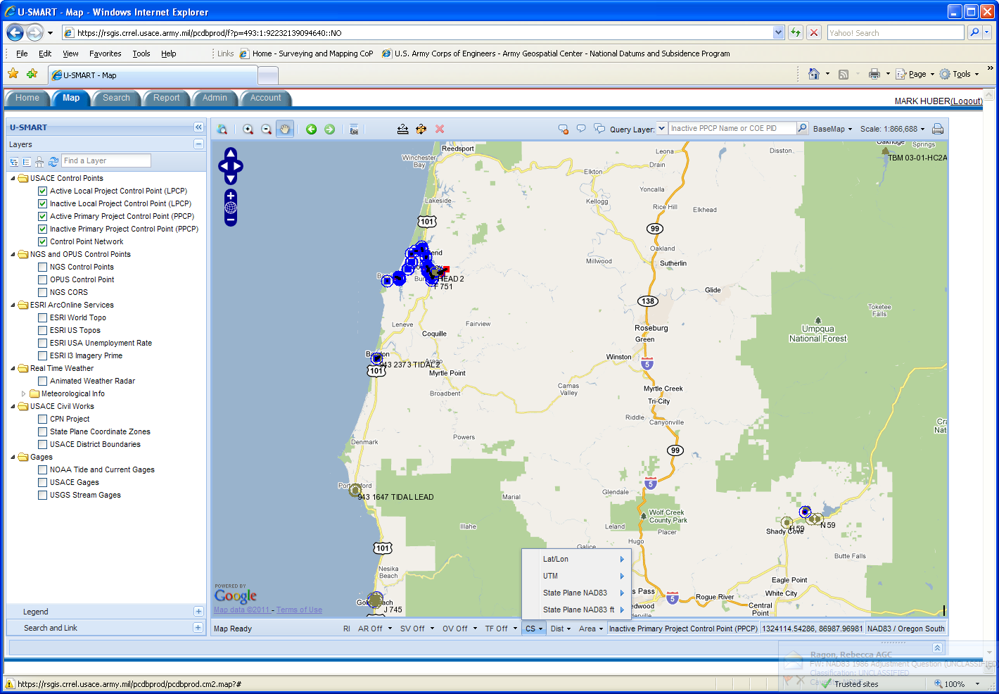 U-SMART - Map - Windows Internet Explorer
https://rsgis.crrel.usace.army.mil/pcdbprod/f?p=493:1:92232139094640::NO
Yahoo! Search
File Edit View Favorites Tools Help
Links Home - Surveying and Mapping CoP U.S. Army Corps of Engineers - Army Geospatial Center - National Datums and Subsidence Program
U-SMART - Map
Page Tools
Home Map Search Report Admin Account
MARK HUBER(Logout)
U-SMART
Query Layer: Inactive PPCP Name or COE PID BaseMap Scale: 1:866,688
Layers
Find a Layer
USACE Control Points
Active Local Project Control Point (LPCP)
Inactive Local Project Control Point (LPCP)
Active Primary Project Control Point (PPCP)
Inactive Primary Project Control Point (PPCP)
Control Point Network
NGS and OPUS Control Points
NGS Control Points
OPUS Control Point
NGS CORS
ESRI ArcOnline Services
ESRI World Topo
ESRI US Topos
ESRI USA Unemployment Rate
ESRI I3 Imagery Prime
Real Time Weather
Animated Weather Radar
Meteorological Info
USACE Civil Works
CPN Project
State Plane Coordinate Zones
USACE District Boundaries
Gages
NOAA Tide and Current Gages
USACE Gages
USGS Stream Gages
Legend
Search and Link
Reedsport
Winchester Bay
Leona
Drain
Disston
Oakridge
Springs
TBM 03-01-HC2A
Elkton
Yoncalla
Lakeside
Kellogg
Rice Hill
Elkhead
101
99
Oakland
Millwood
Sutherlin
HEAD 2
F 751
Glide
138
Toketee Falls
Leneve
Fairview
Coquille
Roseburg
Green
Umpqua National Forest
Bandon
943 2373 TIDAL 2
Arago
101
Myrtle Point
Winston
5
Broadbent
Camas Valley
Myrtle Creek
Tri-City
Riddle
Canyonville
Denmark
Powers
99
5
Port Orford
943 1647 TIDAL LEAD
Marial
Glendale
Wolf Creek County Park
Illahe
Leland
Placer
Hugo
Galice
H 59
N 59
Shady Cove
101
Nesika Beach
Butte Falls
Eagle Point
White City
Rogue River
5
Central Point
Gold Beach
J 745
POWERED BY
Google
Map data ©2011 - Terms of Use
Lat/Lon
UTM
State Plane NAD83
State Plane NAD83 ft
Map Ready RI AR Off SV Off OV Off TF Off CS Dist Area Inactive Primary Project Control Point (PPCP) 1324114.54286, 86987.96981 NAD83 / Oregon South
Ragon, Rebecca AGC
FW: NAD83 1986 Adjustment Question (UNCLASSIFIED)
Classification: UNCLASSIFIED
https://rsgis.crrel.usace.army.mil/pcdbprod/pcdbprod.cm2.map?#
Trusted sites
100%